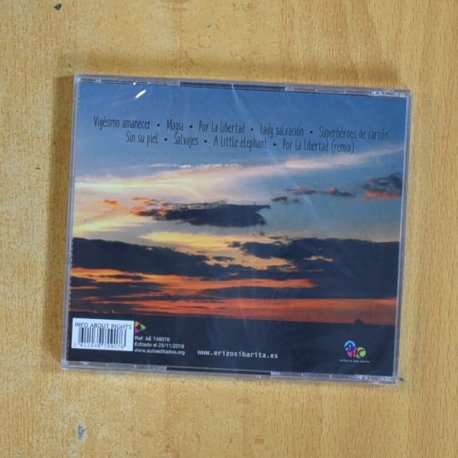 Vigésimo amanecer • Magia • Por La Libertad • Lady salvación • Superhéroes de cartón
Sin su piel • Salvajes • A Little elephant • Por La Libertad (remix)
INFO ABOUT RIGHTS
Ref: AE 749076
Editado el 25/11/2016
www.autoeditados.org
www.erizosibarita.es